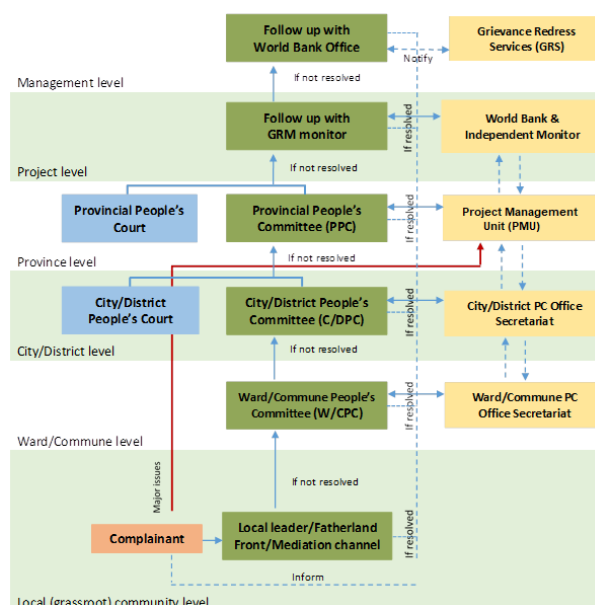 Follow up with
World Bank Office
Grievance Redress
Services (GRS)
Notify
If not resolved
Management level
Follow up with
GRM monitor
If resolved
World Bank &
Independent Monitor
If not resolved
Project level
Provincial People's
Court
Provincial People's
Committee (PPC)
If resolved
Project Management
Unit (PMU)
If not resolved
Province level
City/District
People's Court
City/District People's
Committee (C/DPC)
If resolved
City/District PC Office
Secretariat
If not resolved
City/District level
Ward/Commune People's
Committee (W/CPC)
If resolved
Ward/Commune PC
Office Secretariat
Ward/Commune level
Major issues
If not resolved
Complainant
Local leader/Fatherland
Front/Mediation channel
If resolved
Inform
Local (grassroot) community level